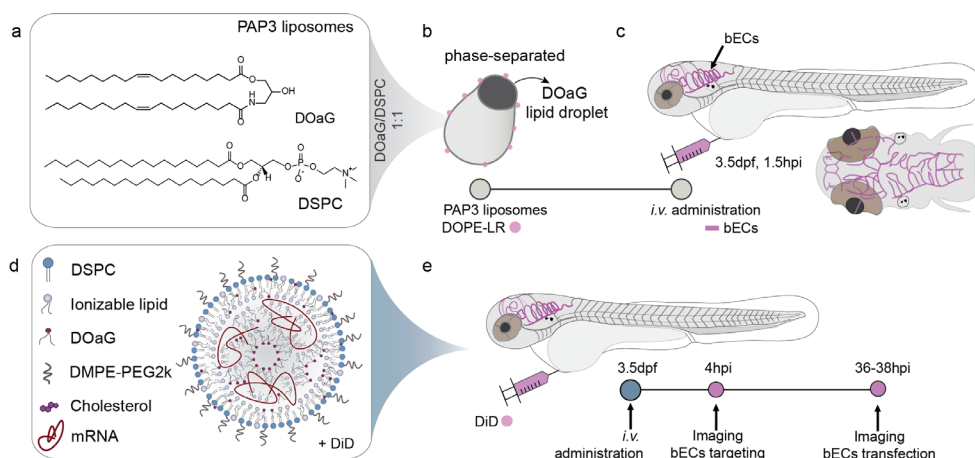 a
PAP3 liposomes
O
O
OH
N
H
O
DOaG
O
O
O
O
P
O
O-
N+
O
H
DSPC
DOaG/DSPC
1:1
b
phase-separated
DOaG
lipid droplet
PAP3 liposomes
DOPE-LR
c
bECs
3.5dpf, 1.5hpi
i.v. administration
bECs
d
DSPC
Ionizable lipid
DOaG
DMPE-PEG2k
Cholesterol
mRNA
+ DiD
e
DiD
3.5dpf
4hpi
36-38hpi
i.v.
administration
Imaging
bECs targeting
Imaging
bECs transfection